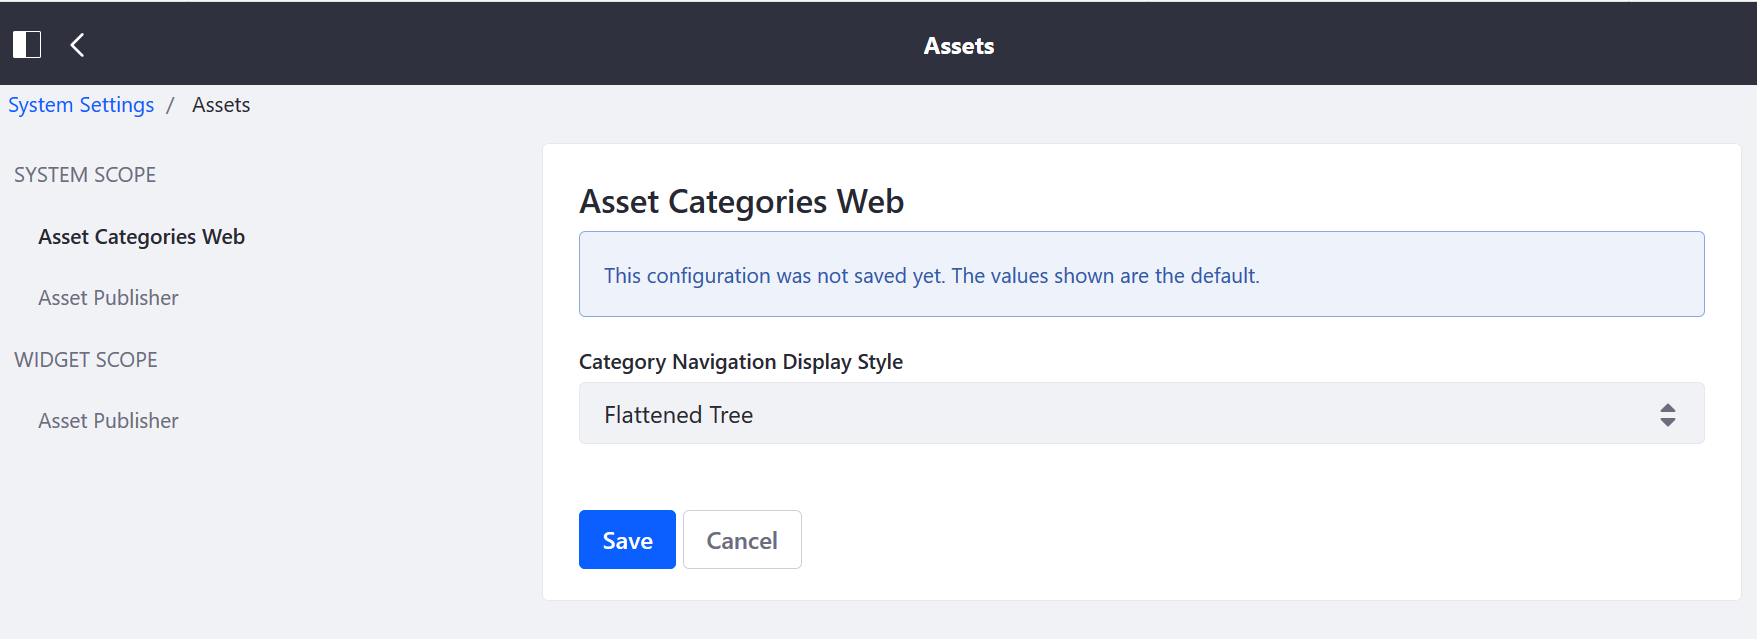 Assets
System Settings / Assets
SYSTEM SCOPE
Asset Categories Web
Asset Publisher
WIDGET SCOPE
Asset Publisher
Asset Categories Web
This configuration was not saved yet. The values shown are the default.
Category Navigation Display Style
Flattened Tree
Save Cancel